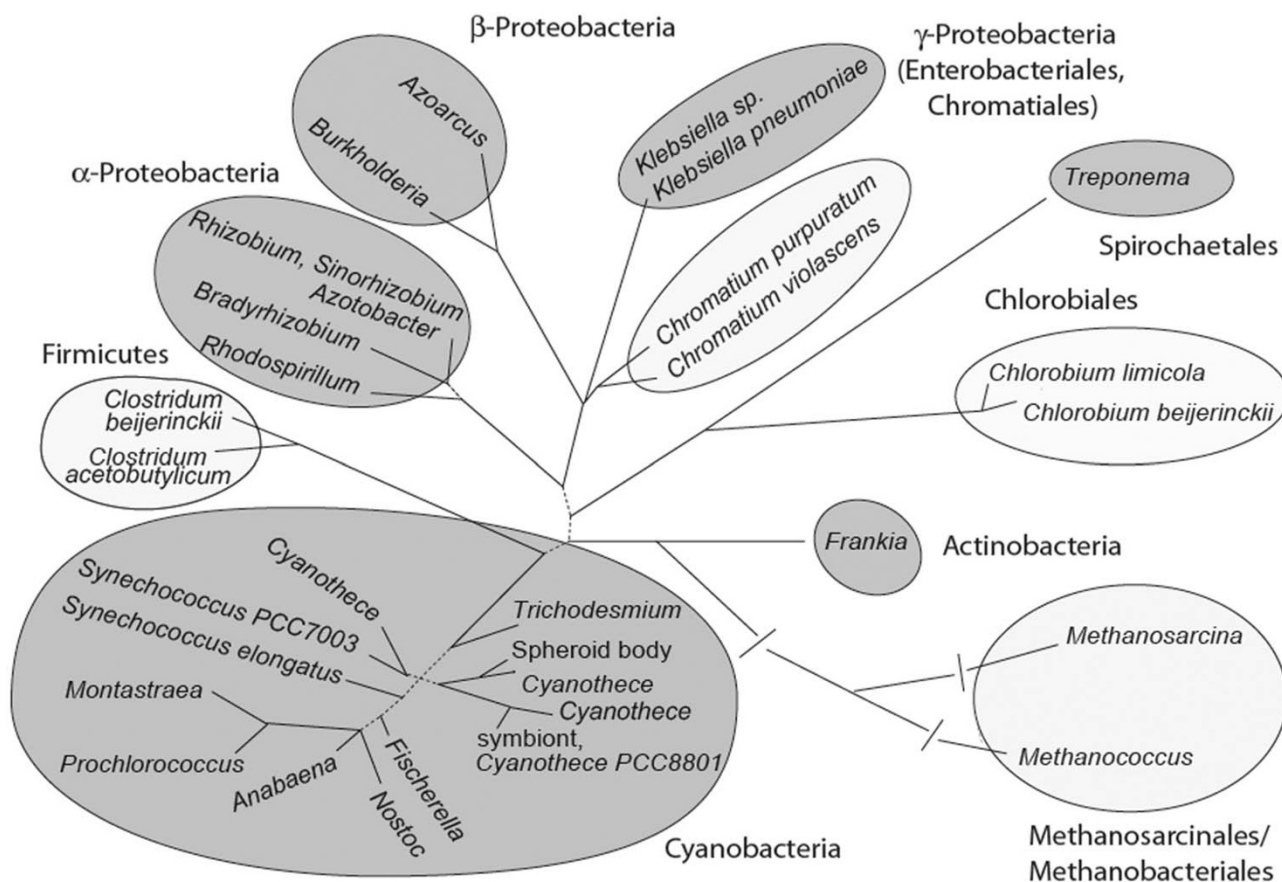 β-Proteobacteria
γ-Proteobacteria
(Enterobacteriales,
Chromatiales)
Azoarcus
Burkholderia
Klebsiella sp.
Klebsiella pneumoniae
α-Proteobacteria
Treponema
Spirochaetales
Rhizobium, Sinorhizobium
Azotobacter
Bradyrhizobium
Rhodospirillum
Chromatium purpuratum
Chromatium violascens
Chlorobiales
Chlorobium limicola
Chlorobium beijerinckii
Firmicutes
Clostridum
beijerinckii
Clostridum
acetobutylicum
Frankia
Actinobacteria
Cyanothece
Synechococcus PCC7003
Synechococcus elongatus
Trichodesmium
Spheroid body
Cyanothece
Cyanothece
symbiont,
Cyanothece PCC8801
Montastraea
Prochlorococcus
Anabaena
Nostoc
Fischerella
Cyanobacteria
Methanosarcina
Methanococcus
Methanosarcinales/
Methanobacteriales